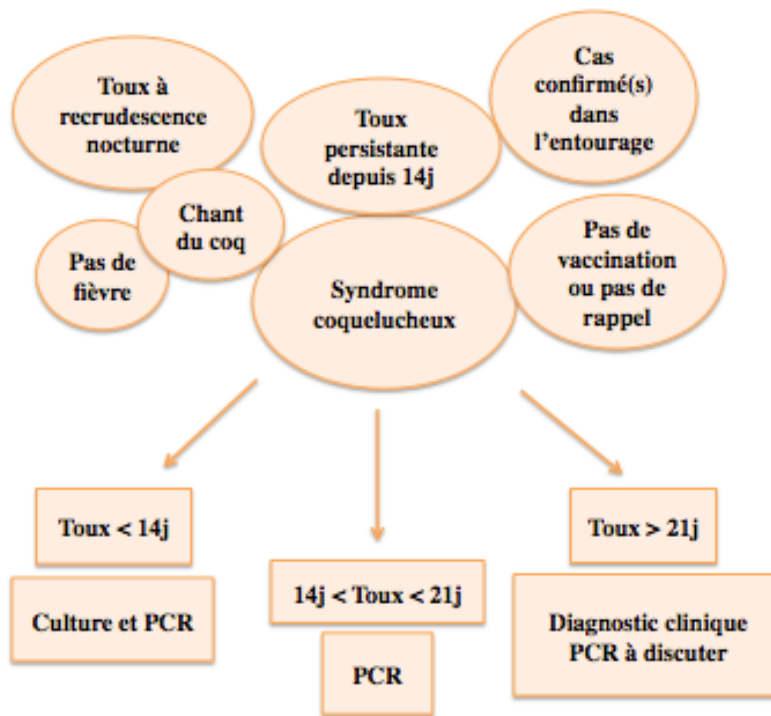 Toux à
recrudescence
nocturne
Toux
persistante
depuis 14j
Cas
confirmé(s)
dans
l’entourage
Chant
du coq
Pas de
fièvre
Syndrome
coquelucheux
Pas de
vaccination
ou pas de
rappel
Toux < 14j
Culture et PCR
14j < Toux < 21j
PCR
Toux > 21j
Diagnostic clinique
PCR à discuter